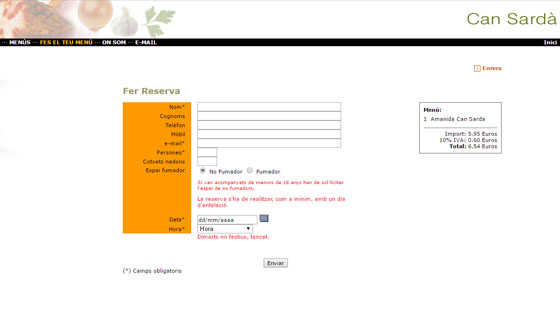 Can Sardà
··· MENÚS ··· FES EL TEU MENÚ ··· ON SOM ··· E-MAIL
Inici
Enrera
Fer Reserva
Nom*
Cognoms
Telèfon
Mòbil
e-mail*
Persones*
Cotxets nadons
Espai fumador
No Fumador
Fumador
Si van acompanyats de menors de 16 anys han de sol·licitar
l'espai de no fumadors.
La reserva s'ha de realitzar, com a mínim, amb un dia
d'antelació
Data*
dd/mm/aaaa
Hora*
Hora
Dimarts no festius, tancat.
Enviar
(*) Camps obligatoris
Menú:
1 Amanida Can Sarda
Import: 5.95 Euros
10% IVA: 0.60 Euros
Total: 6.54 Euros